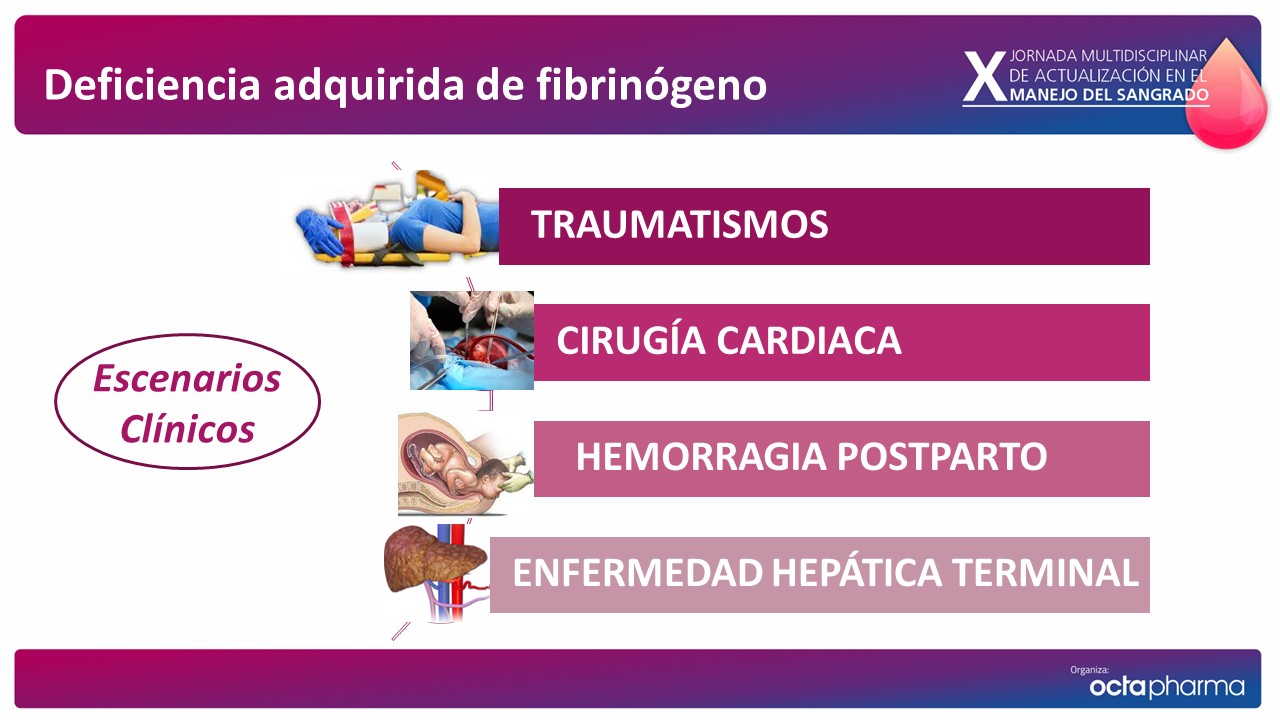 Deficiencia adquirida de fibrinógeno
X JORNADA MULTIDISCIPLINAR
DE ACTUALIZACIÓN EN EL
MANEJO DEL SANGRADO
TRAUMATISMOS
CIRUGÍA CARDIACA
Escenarios
Clínicos
HEMORRAGIA POSTPARTO
ENFERMEDAD HEPÁTICA TERMINAL
Organiza:
octapharma